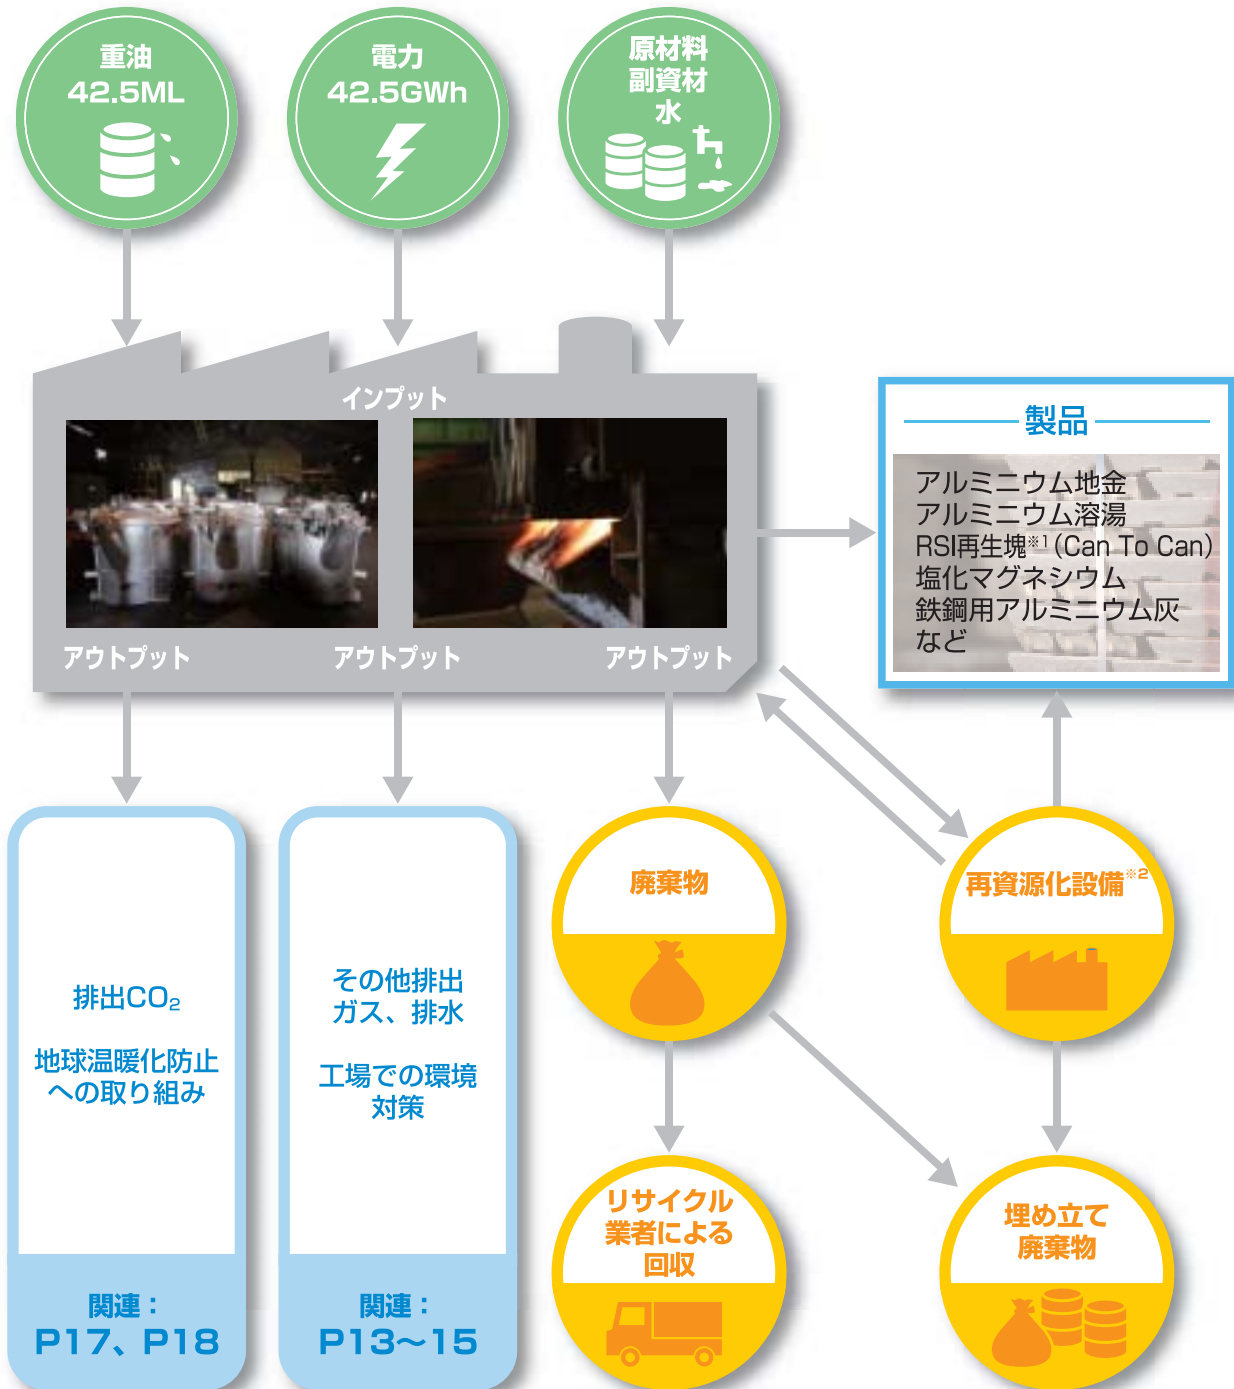 重油
42.5ML
電力
42.5GWh
原材料
副資材
水
インプット
アウトプット
アウトプット
アウトプット
製品
アルミニウム地金
アルミニウム溶湯
RSI再生塊※1(Can To Can)
塩化マグネシウム
鉄鋼用アルミニウム灰
など
排出CO₂
地球温暖化防止
への取り組み
関連：
P17、P18
その他排出
ガス、排水
工場での環境
対策
関連：
P13～15
廃棄物
再資源化設備※2
リサイクル
業者による
回収
埋め立て
廃棄物